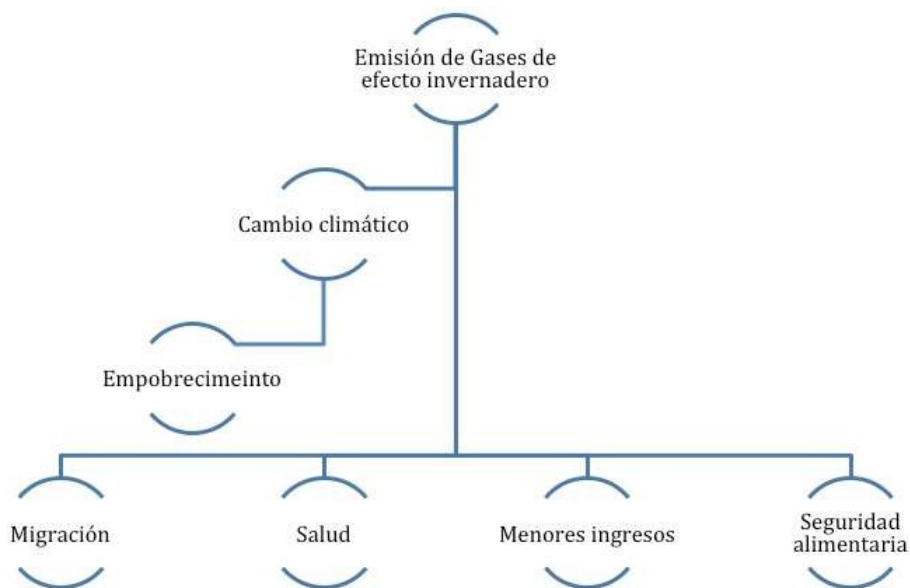 Emisión de Gases de
efecto invernadero
Cambio climático
Empobrecimeinto
Migración
Salud
Menores ingresos
Seguridad
alimentaria